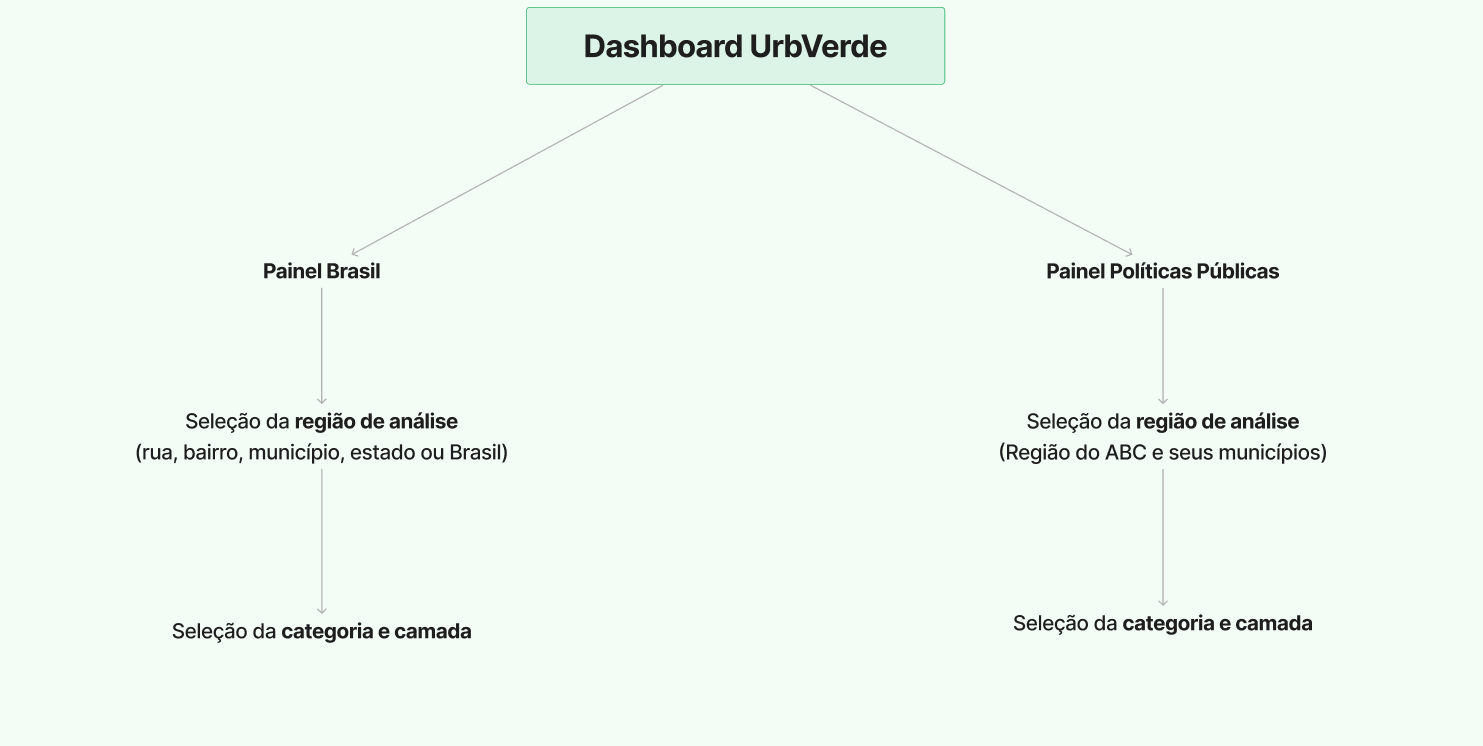 Dashboard UrbVerde
Painel Brasil
Painel Políticas Públicas
Seleção da região de análise
(rua, bairro, município, estado ou Brasil)
Seleção da região de análise
(Região do ABC e seus municípios)
Seleção da categoria e camada
Seleção da categoria e camada